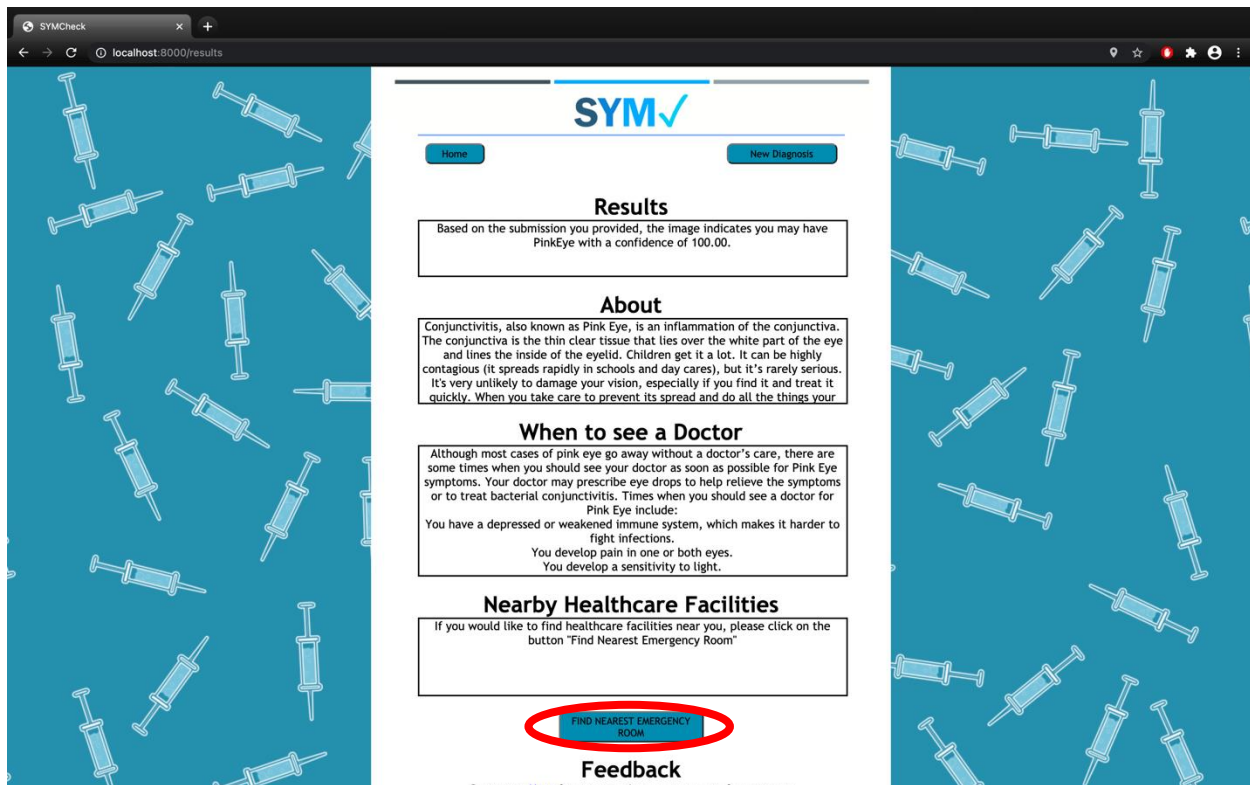 SYMCheck
localhost:8000/results
SYM✓
Home
New Diagnosis
Results
Based on the submission you provided, the image indicates you may have
PinkEye with a confidence of 100.00.
About
Conjunctivitis, also known as Pink Eye, is an inflammation of the conjunctiva.
The conjunctiva is the thin clear tissue that lies over the white part of the eye
and lines the inside of the eyelid. Children get it a lot. It can be highly
contagious (it spreads rapidly in schools and day cares), but it’s rarely serious.
It's very unlikely to damage your vision, especially if you find it and treat it
quickly. When you take care to prevent its spread and do all the things your
When to see a Doctor
Although most cases of pink eye go away without a doctor’s care, there are
some times when you should see your doctor as soon as possible for Pink Eye
symptoms. Your doctor may prescribe eye drops to help relieve the symptoms
or to treat bacterial conjunctivitis. Times when you should see a doctor for
Pink Eye include:
You have a depressed or weakened immune system, which makes it harder to
fight infections.
You develop pain in one or both eyes.
You develop a sensitivity to light.
Nearby Healthcare Facilities
If you would like to find healthcare facilities near you, please click on the
button "Find Nearest Emergency Room"
FIND NEAREST EMERGENCY
ROOM
Feedback